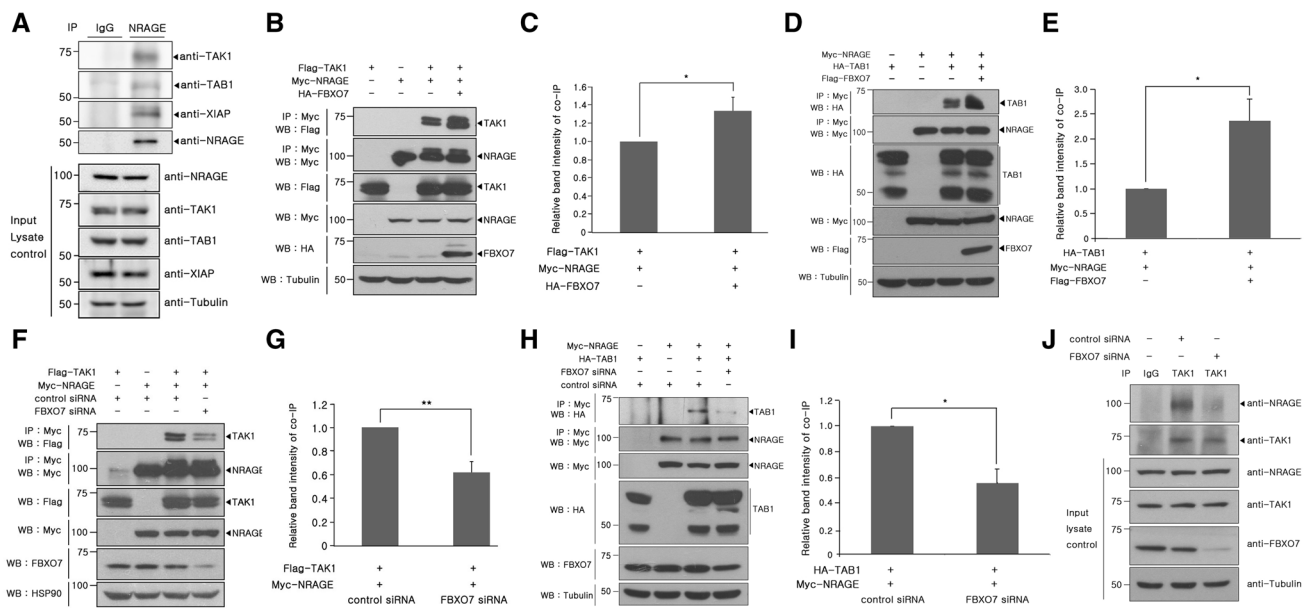 A
IP IgG NRAGE
75
anti-TAK1
anti-TAB1
50
anti-XIAP
50
anti-NRAGE
50
Input Lysate control
100
anti-NRAGE
75
anti-TAK1
50
anti-TAB1
50
anti-XIAP
50
anti-Tubulin
B
Flag-TAK1 + − + +
Myc-NRAGE − + + +
HA-FBXO7 − − − +
IP : Myc
WB : Flag
75
TAK1
IP : Myc
WB : Myc
100
NRAGE
WB : Flag
75
TAK1
WB : Myc
100
NRAGE
WB : HA
75
FBXO7
WB : Tubulin
50
C
Relative band intensity of co-IP
1.6
1.4
1.2
1
0.8
0.6
0.4
0.2
0
*
Flag-TAK1 + +
Myc-NRAGE + +
HA-FBXO7 − +
D
Myc-NRAGE − + + +
HA-TAB1 + − + +
Flag-FBXO7 − − − +
IP : Myc
WB : HA
75
TAB1
IP : Myc
WB : Myc
100
NRAGE
WB : HA
50
TAB1
WB : Myc
100
NRAGE
WB : Flag
75
FBXO7
WB : Tubulin
50
E
Relative band intensity of co-IP
3.0
2.5
2.0
1.5
1.0
0.5
0.0
*
HA-TAB1 + +
Myc-NRAGE + +
Flag-FBXO7 − +
F
Flag-TAK1 + − + +
Myc-NRAGE − + + +
control siRNA + + + −
FBXO7 siRNA − − − +
IP : Myc
WB : Flag
75
TAK1
IP : Myc
WB : Myc
100
NRAGE
WB : Flag
75
TAK1
WB : Myc
100
NRAGE
WB : FBXO7
50
WB : HSP90
100
G
Relative band intensity of co-IP
1.2
1
0.8
0.6
0.4
0.2
0
**
Flag-TAK1 + +
Myc-NRAGE + +
control siRNA FBXO7 siRNA
H
Myc-NRAGE − + + +
HA-TAB1 + − + +
FBXO7 siRNA − − − +
control siRNA + + + −
IP : Myc
WB : HA
75
TAB1
IP : Myc
WB : Myc
100
NRAGE
WB : Myc
100
NRAGE
WB : HA
75
50
TAB1
WB : FBXO7
50
WB : Tubulin
50
I
Relative band intensity of co-IP
1.2
1
0.8
0.6
0.4
0.2
0
*
HA-TAB1 + +
Myc-NRAGE + +
control siRNA FBXO7 siRNA
J
control siRNA − + −
FBXO7 siRNA − − +
IP IgG TAK1 TAK1
100
anti-NRAGE
75
anti-TAK1
Input lysate control
100
anti-NRAGE
75
anti-TAK1
50
anti-FBXO7
50
anti-Tubulin